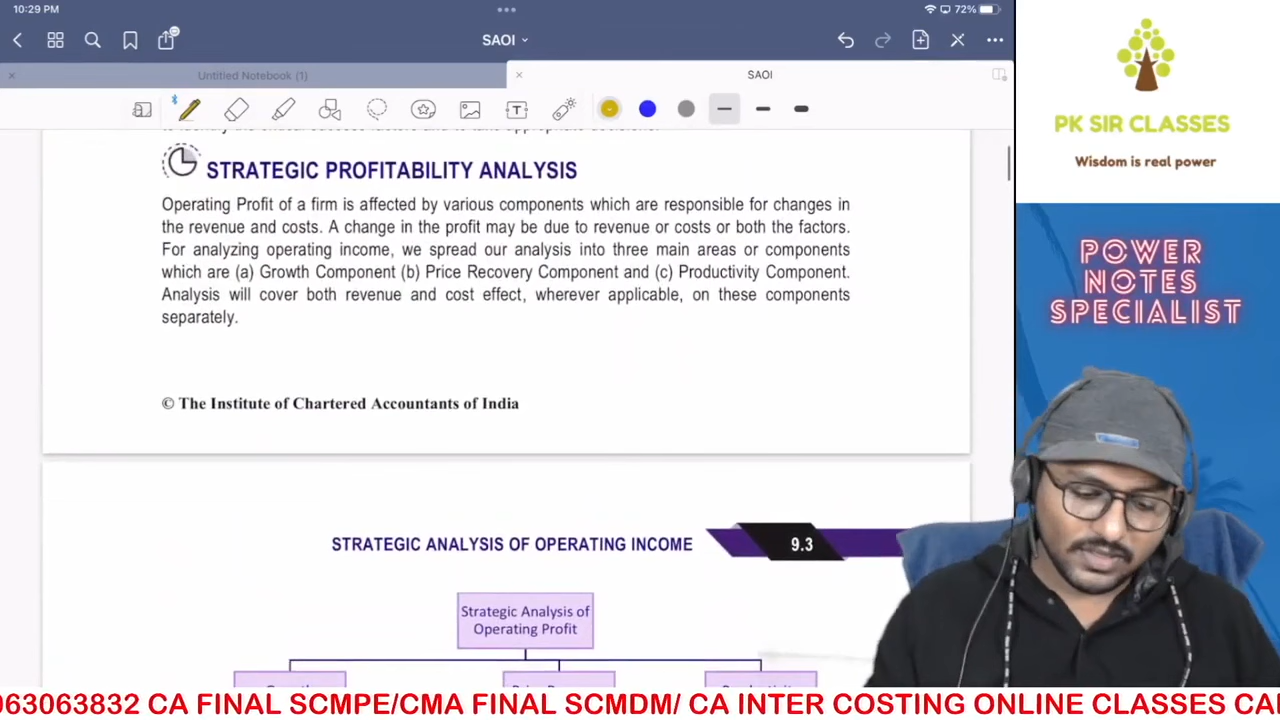 10:29 PM
72%
SAOI
Untitled Notebook (1)
SAOI
T
STRATEGIC PROFITABILITY ANALYSIS
Operating Profit of a firm is affected by various components which are responsible for changes in
the revenue and costs. A change in the profit may be due to revenue or costs or both the factors.
For analyzing operating income, we spread our analysis into three main areas or components
which are (a) Growth Component (b) Price Recovery Component and (c) Productivity Component.
Analysis will cover both revenue and cost effect, wherever applicable, on these components
separately.
© The Institute of Chartered Accountants of India
STRATEGIC ANALYSIS OF OPERATING INCOME
9.3
Strategic Analysis of
Operating Profit
PK SIR CLASSES
Wisdom is real power
POWER
NOTES
SPECIALIST
063063832 CA FINAL SCMPE/CMA FINAL SCMDM/ CA INTER COSTING ONLINE CLASSES CA